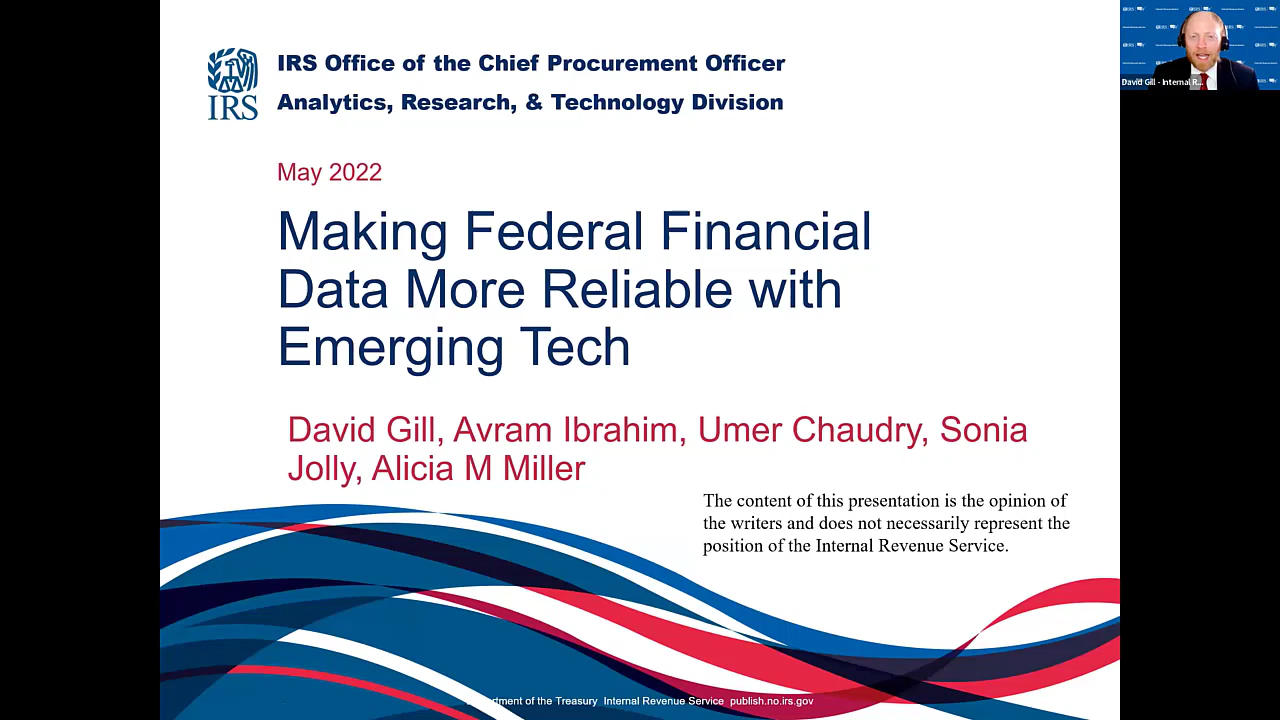 IRS Office of the Chief Procurement Officer
IRS
Analytics, Research, & Technology Division
May 2022
Making Federal Financial
Data More Reliable with
Emerging Tech
David Gill, Avram Ibrahim, Umer Chaudry, Sonia
Jolly, Alicia M Miller
The content of this presentation is the opinion of
the writers and does not necessarily represent the
position of the Internal Revenue Service.
of the Treasury Internal Revenue Service publish.no.irs.gov
David Gill - Internal R...